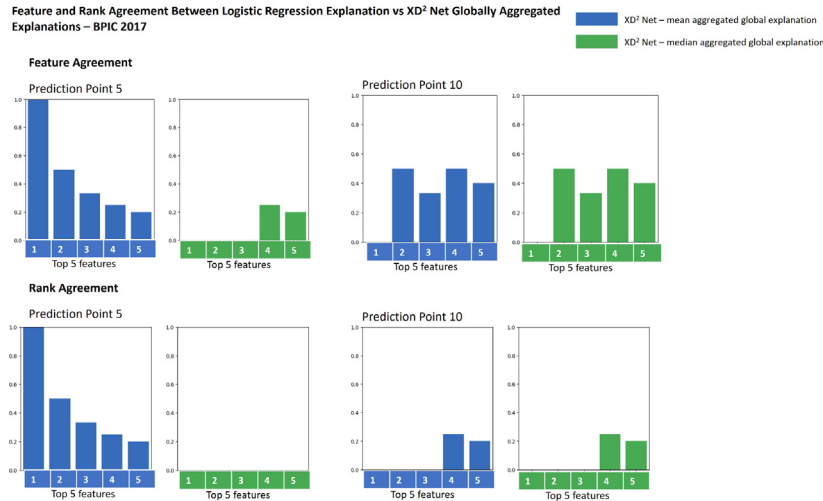 Feature and Rank Agreement Between Logistic Regression Explanation vs XD² Net Globally Aggregated
Explanations – BPIC 2017
XD² Net – mean aggregated global explanation
XD² Net – median aggregated global explanation
Feature Agreement
Prediction Point 5
Prediction Point 10
1.0
0.8
0.6
0.4
0.2
0.0
1 2 3 4 5
Top 5 features
1.0
0.8
0.6
0.4
0.2
0.0
1 2 3 4 5
Top 5 features
1.0
0.8
0.6
0.4
0.2
0.0
1 2 3 4 5
Top 5 features
1.0
0.8
0.6
0.4
0.2
0.0
1 2 3 4 5
Top 5 features
Rank Agreement
Prediction Point 5
Prediction Point 10
1.0
0.8
0.6
0.4
0.2
0.0
1 2 3 4 5
Top 5 features
1.0
0.8
0.6
0.4
0.2
0.0
1 2 3 4 5
Top 5 features
1.0
0.8
0.6
0.4
0.2
0.0
1 2 3 4 5
Top 5 features
1.0
0.8
0.6
0.4
0.2
0.0
1 2 3 4 5
Top 5 features